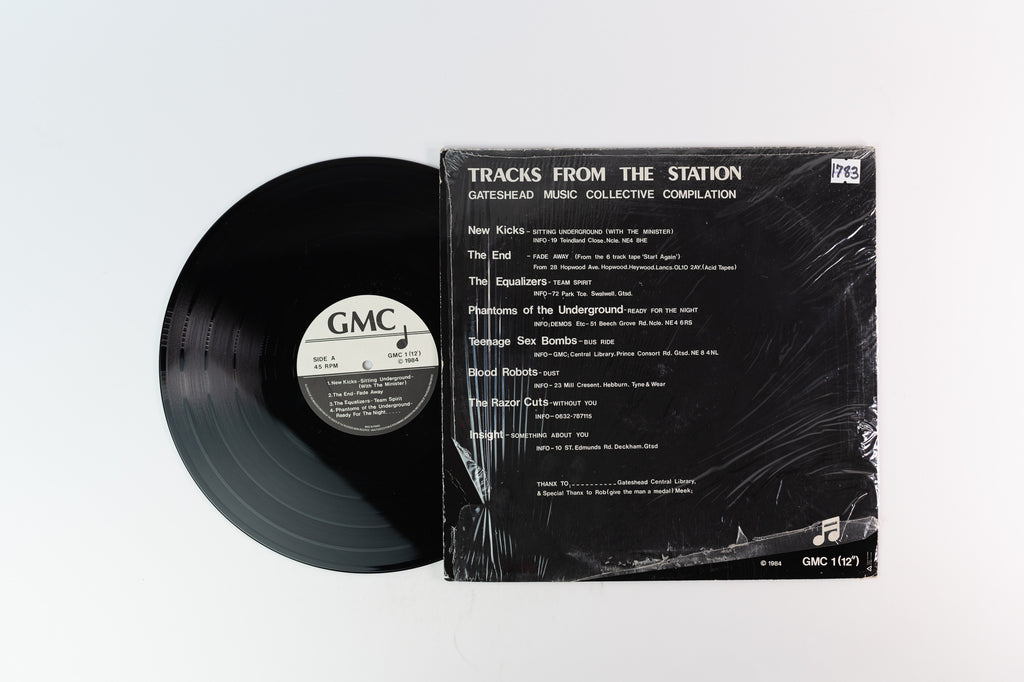 GMC
SIDE A
45 RPM
GMC 1 (12")
© 1984
1. New Kicks - Sitting Underground -
(With The Minister)
2. The End - Fade Away
3. The Equalizers - Team Spirit
4. Phantoms of the Underground -
Ready For The Night.....
TRACKS FROM THE STATION
1783
GATESHEAD MUSIC COLLECTIVE COMPILATION
New Kicks - SITTING UNDERGROUND (WITH THE MINISTER)
INFO-19 Teindland Close, Ncle. NE4 8HE
The End - FADE AWAY (From the 6 track tape 'Start Again')
From 28 Hopwood Ave. Hopwood, Heywood, Lancs. OL10 2AY. (Acid Tapes)
The Equalizers - TEAM SPIRIT
INFO-72 Park Tce. Swalwell. Gtsd.
Phantoms of the Underground - READY FOR THE NIGHT
INFO; DEMOS Etc-51 Beech Grove Rd. Ncle. NE4 6RS
Teenage Sex Bombs - BUS RIDE
INFO-GMC; Central Library. Prince Consort Rd. Gtsd. NE8 4NL
Blood Robots - DUST
INFO-23 Mill Cresent. Hebburn. Tyne & Wear
The Razor Cuts - WITHOUT YOU
INFO-0632-787115
Insight - SOMETHING ABOUT YOU
INFO-10 ST. Edmunds Rd. Deckham. Gtsd
THANX TO, __________ Gateshead Central Library,
& Special Thanx to Rob (give the man a medal) Meek;
© 1984 GMC 1 (12")